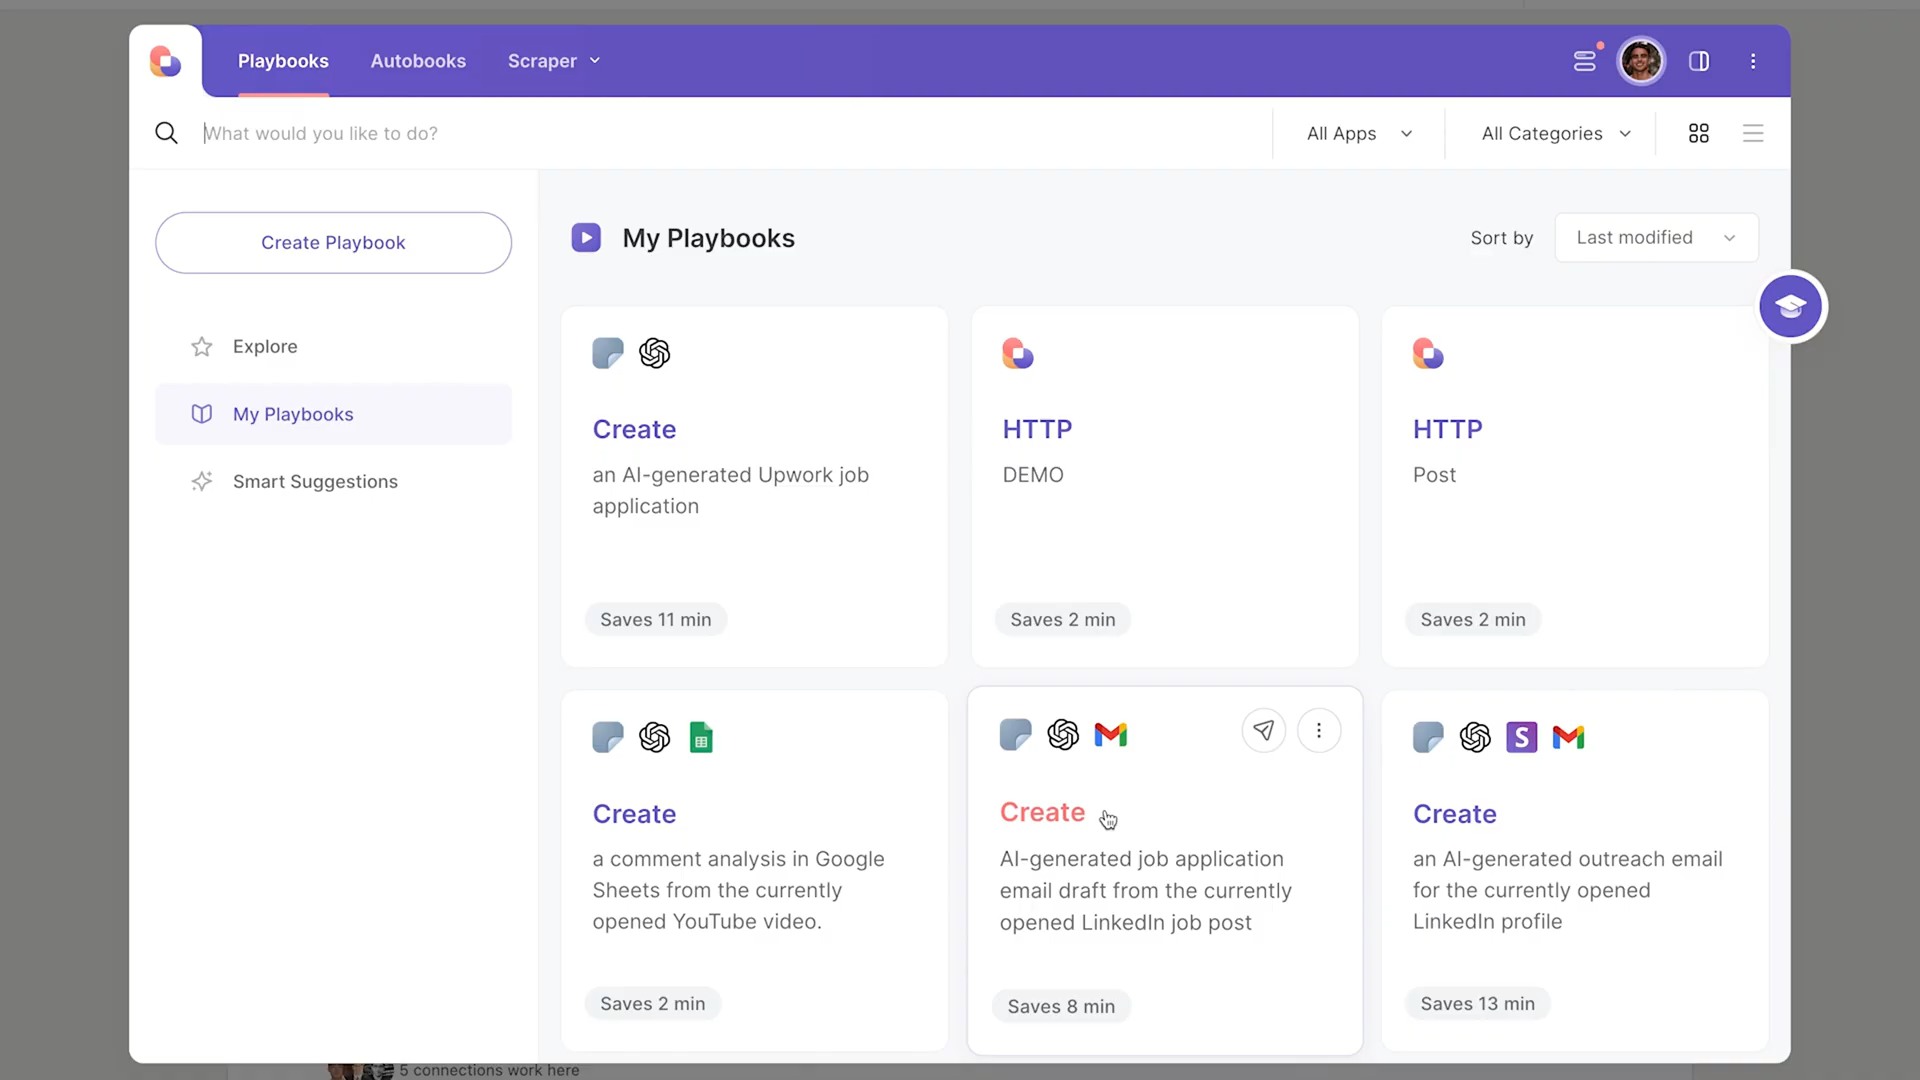 Playbooks
Autobooks
Scraper
What would you like to do?
All Apps
All Categories
Create Playbook
Explore
My Playbooks
Smart Suggestions
My Playbooks
Sort by
Last modified
Create
an AI-generated Upwork job
application
Saves 11 min
HTTP
DEMO
Saves 2 min
HTTP
Post
Saves 2 min
Create
a comment analysis in Google
Sheets from the currently
opened YouTube video.
Saves 2 min
Create
AI-generated job application
email draft from the currently
opened LinkedIn job post
Saves 8 min
S
Create
an AI-generated outreach email
for the currently opened
LinkedIn profile
Saves 13 min
5 connections work here